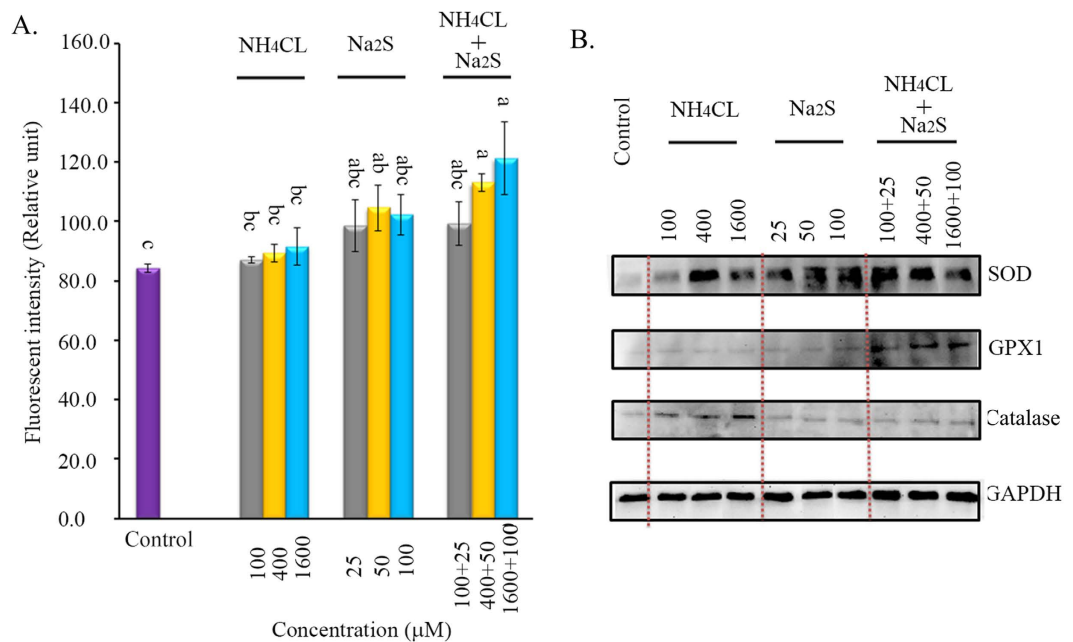 A.
160.0
140.0
120.0
100.0
80.0
60.0
40.0
20.0
0.0
Fluorescent intensity (Relative unit)
NH4CL
Na2S
NH4CL
+
Na2S
c
bc
bc
bc
abc
ab
abc
abc
a
a
Control
100
400
1600
25
50
100
100+25
400+50
1600+100
Concentration (μM)
B.
Control
NH4CL
Na2S
NH4CL
+
Na2S
100
400
1600
25
50
100
100+25
400+50
1600+100
SOD
GPX1
Catalase
GAPDH